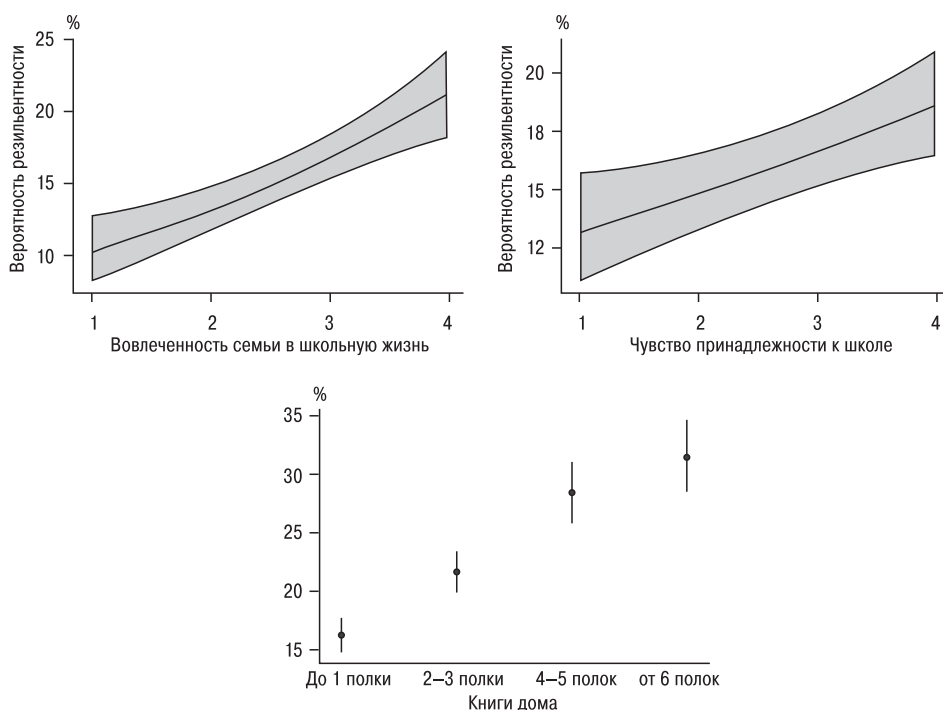 %
25
20
15
10
Вероятность резильентности
1 2 3 4
Вовлеченность семьи в школьную жизнь
%
20
18
15
12
Вероятность резильентности
1 2 3 4
Чувство принадлежности к школе
%
35
30
25
20
15
До 1 полки 2–3 полки 4–5 полок от 6 полок
Книги дома